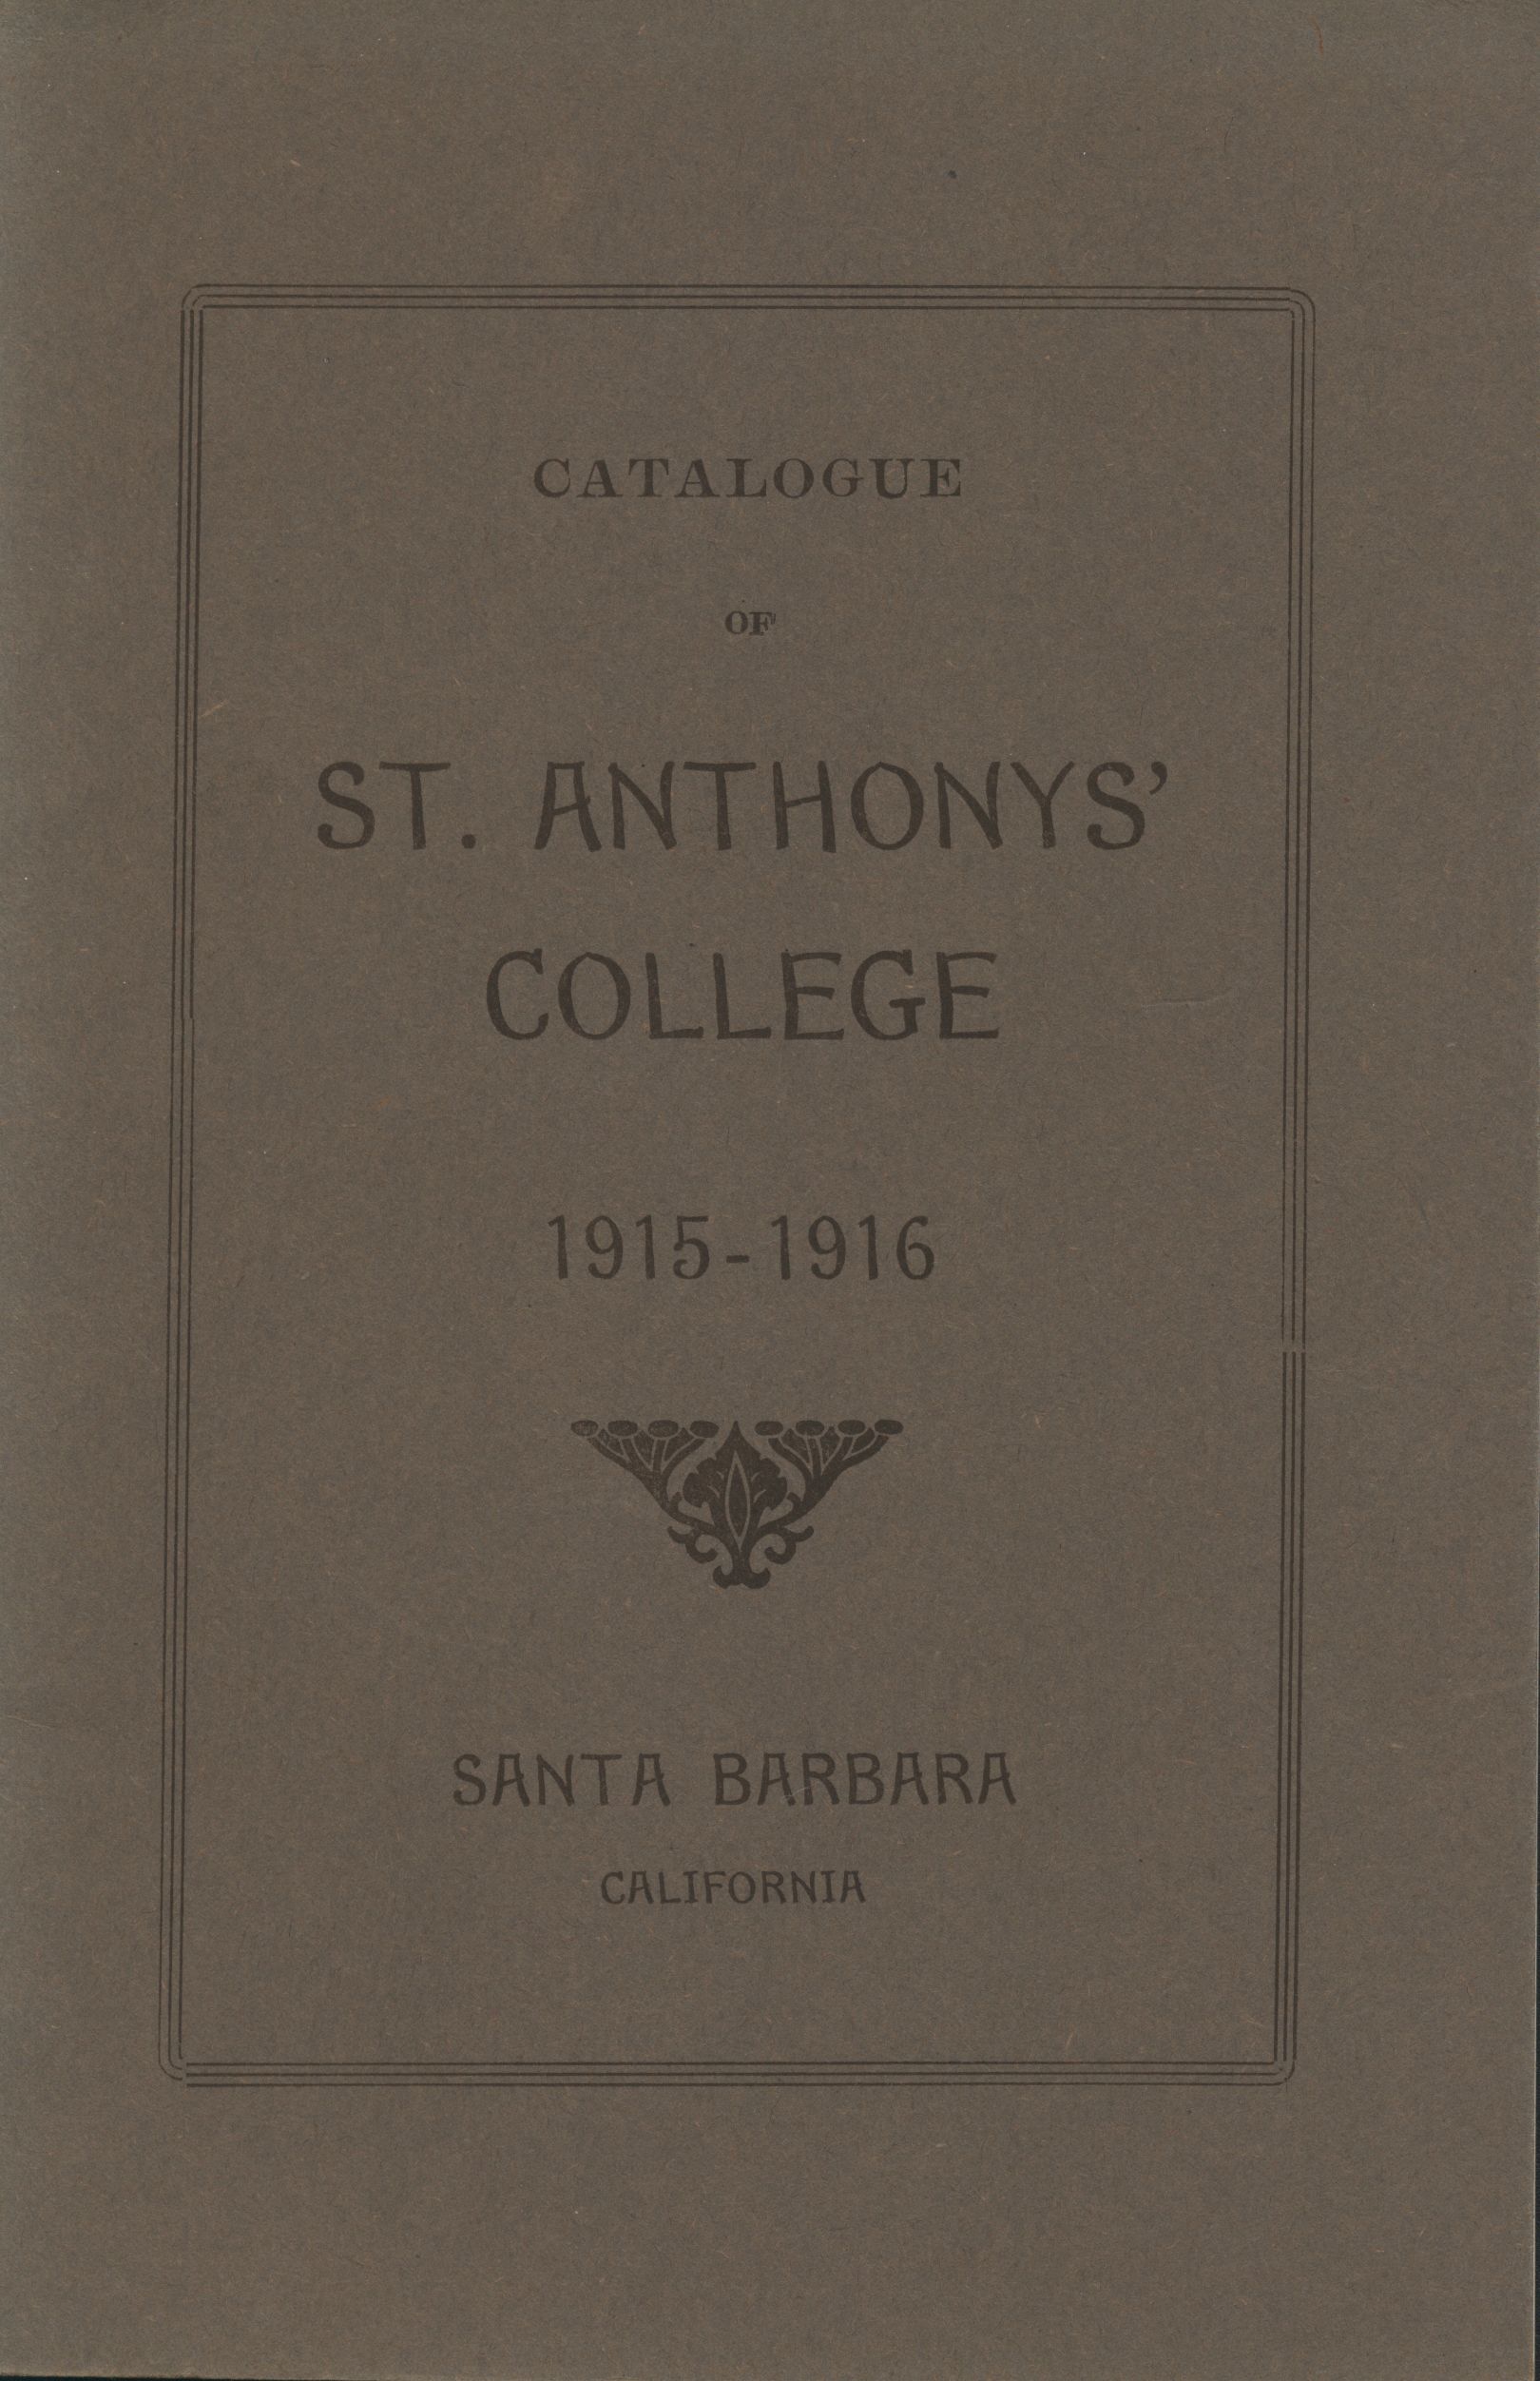 CATALOGUE
OF
ST. ANTHONYS’
COLLEGE
1915-1916
SANTA BARBARA
CALIFORNIA